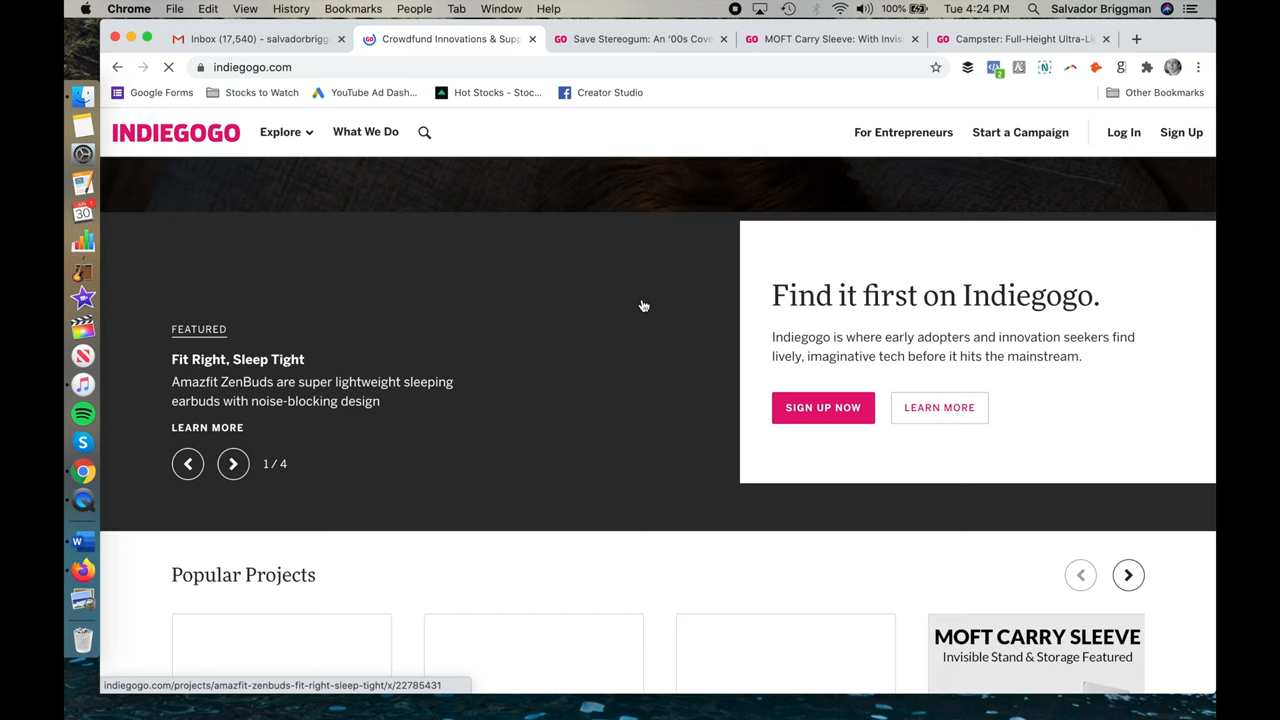 Chrome File Edit View History Bookmarks People Tab Window Help 100% Tue 4:24 PM Salvador Briggman
Inbox (17,540) - salvadorbrigg Crowdfund Innovations & Supp Save Stereogum: An '00s Cove MOFT Carry Sleeve: With Invis Campster: Full-Height Ultra-Lig
indiegogo.com
2
Google Forms Stocks to Watch YouTube Ad Dash... Hot Stocks - Stoc... Creator Studio Other Bookmarks
INDIEGOGO Explore What We Do For Entrepreneurs Start a Campaign Log In Sign Up
JUN
30
1
FEATURED
Fit Right, Sleep Tight
Amazfit ZenBuds are super lightweight sleeping
earbuds with noise-blocking design
LEARN MORE
1 / 4
Find it first on Indiegogo.
Indiegogo is where early adopters and innovation seekers find
lively, imaginative tech before it hits the mainstream.
SIGN UP NOW LEARN MORE
Popular Projects
MOFT CARRY SLEEVE
Invisible Stand & Storage Featured
indiegogo.com/projects/amazfit-zenbuds-fit-right-sleep-tight/x/22785431